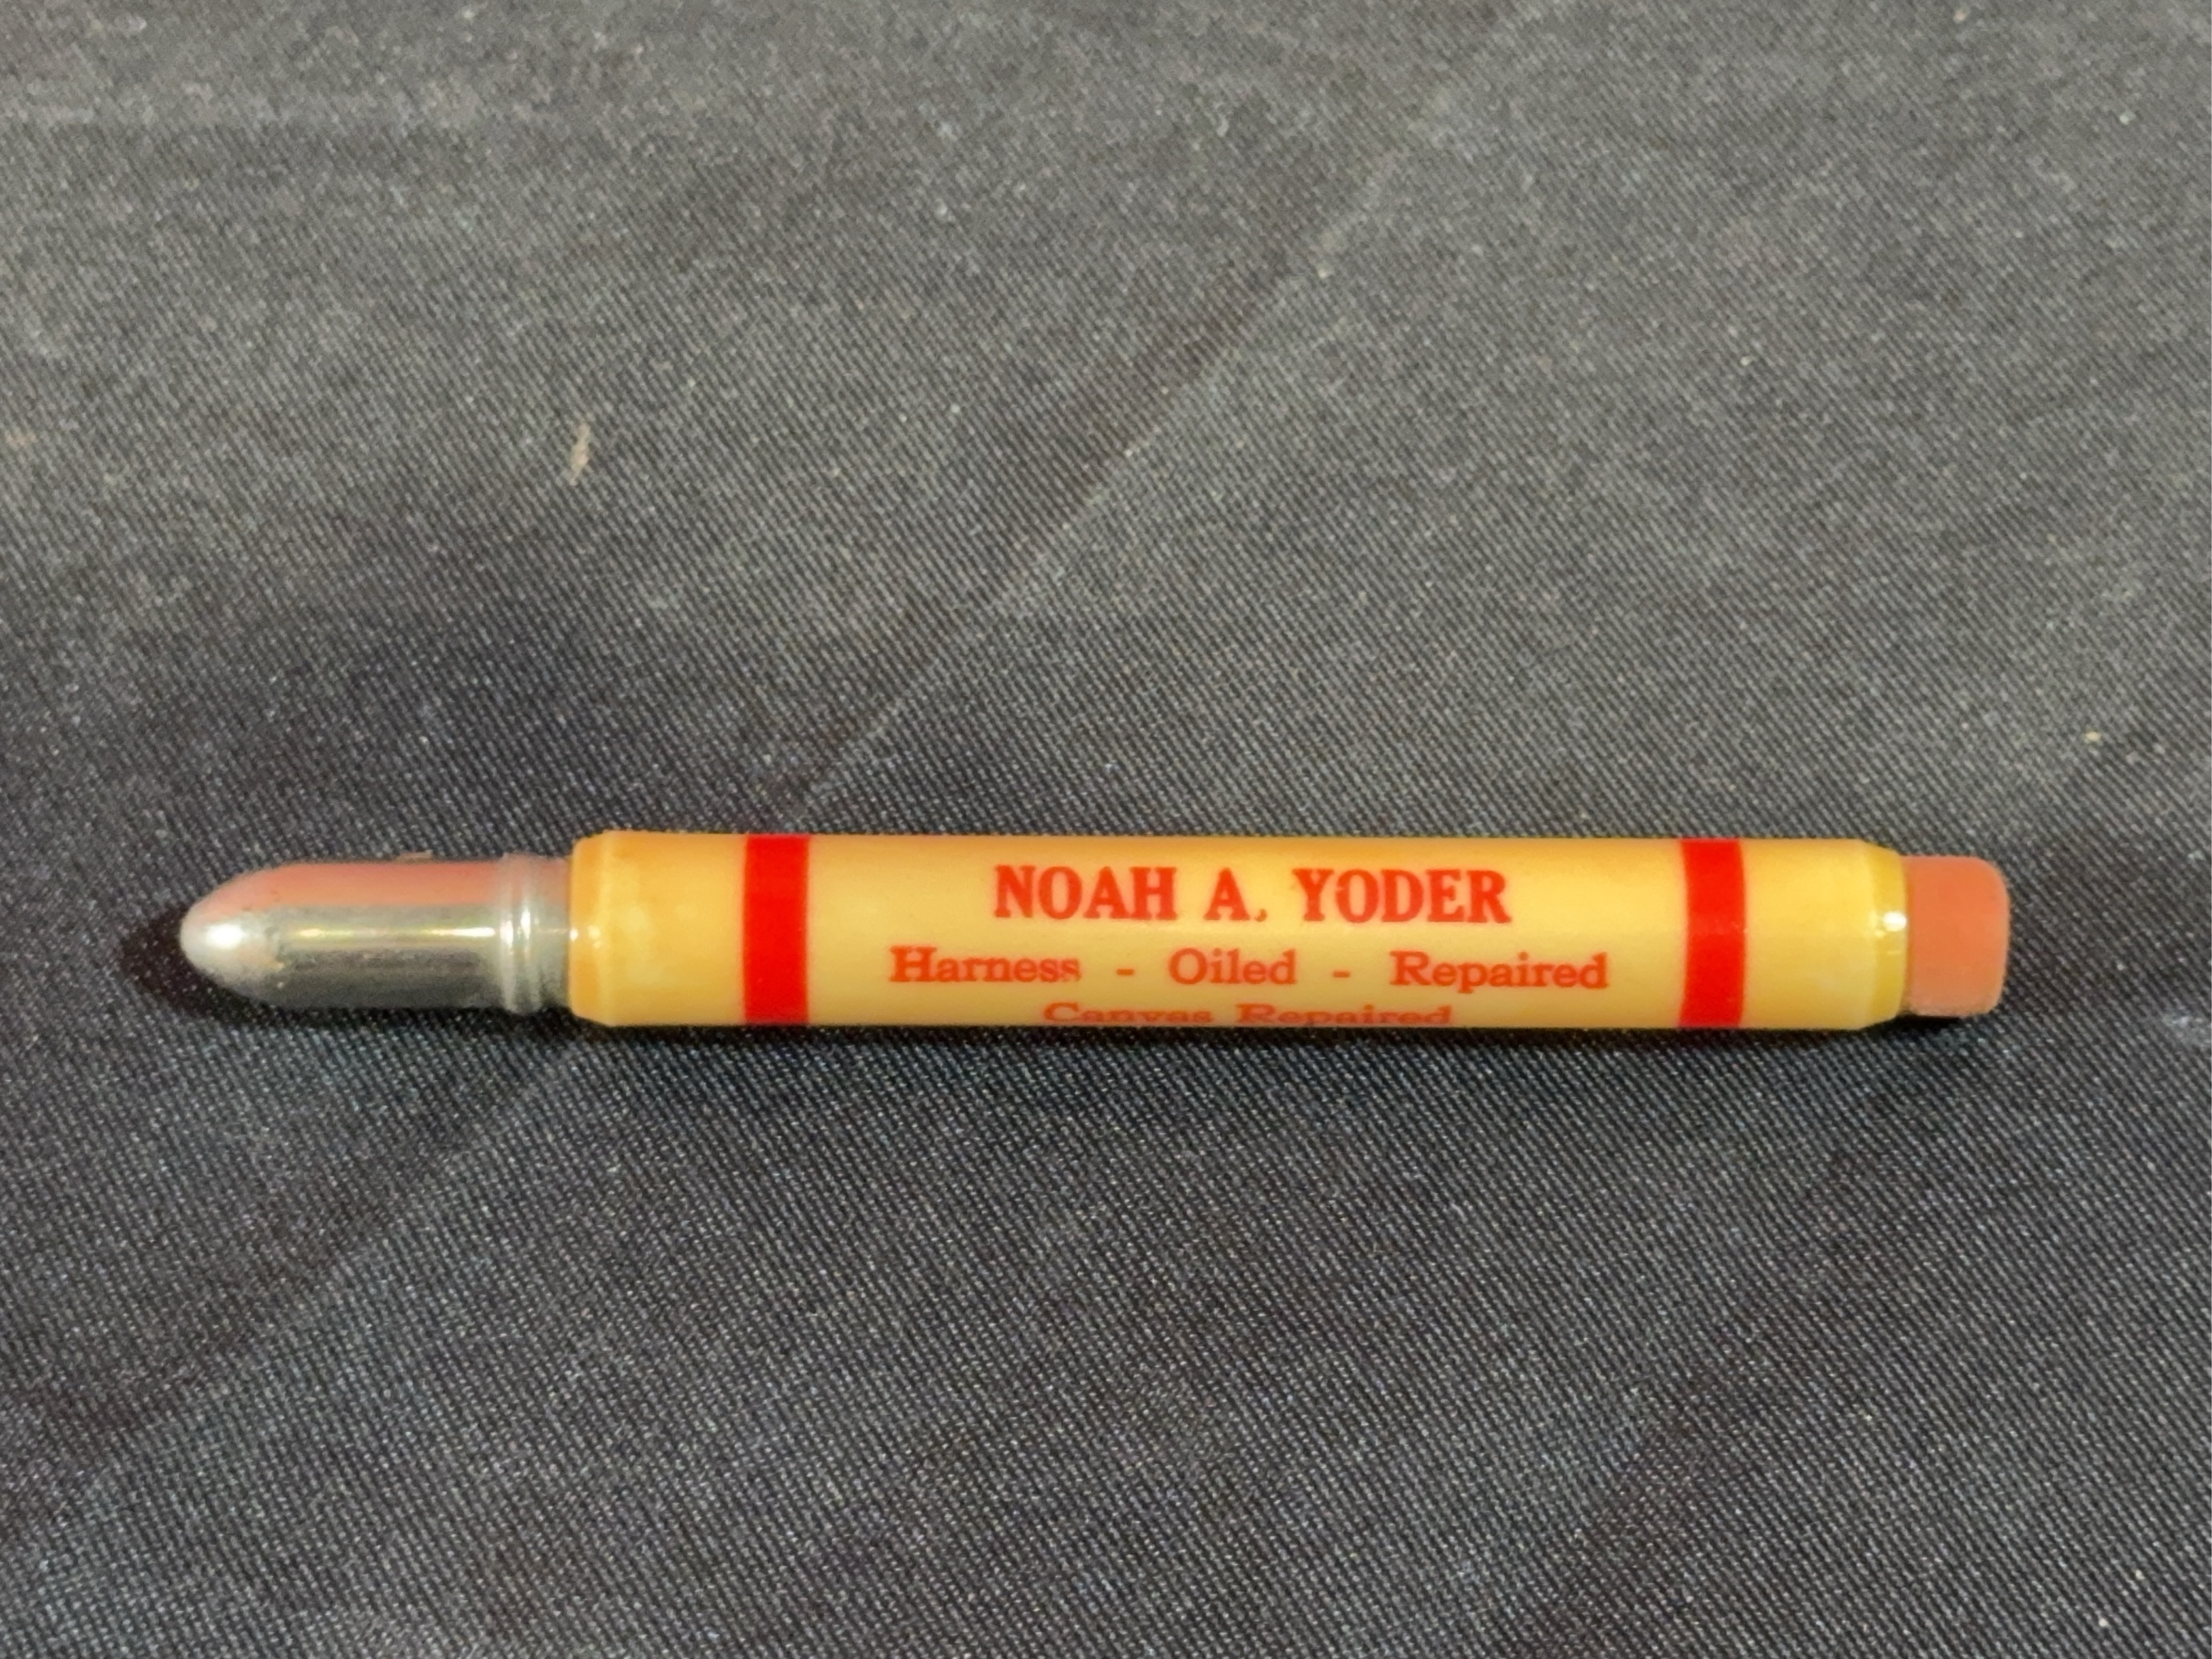 NOAH A. YODER
Harness - Oiled - Repaired
Canvas Repaired